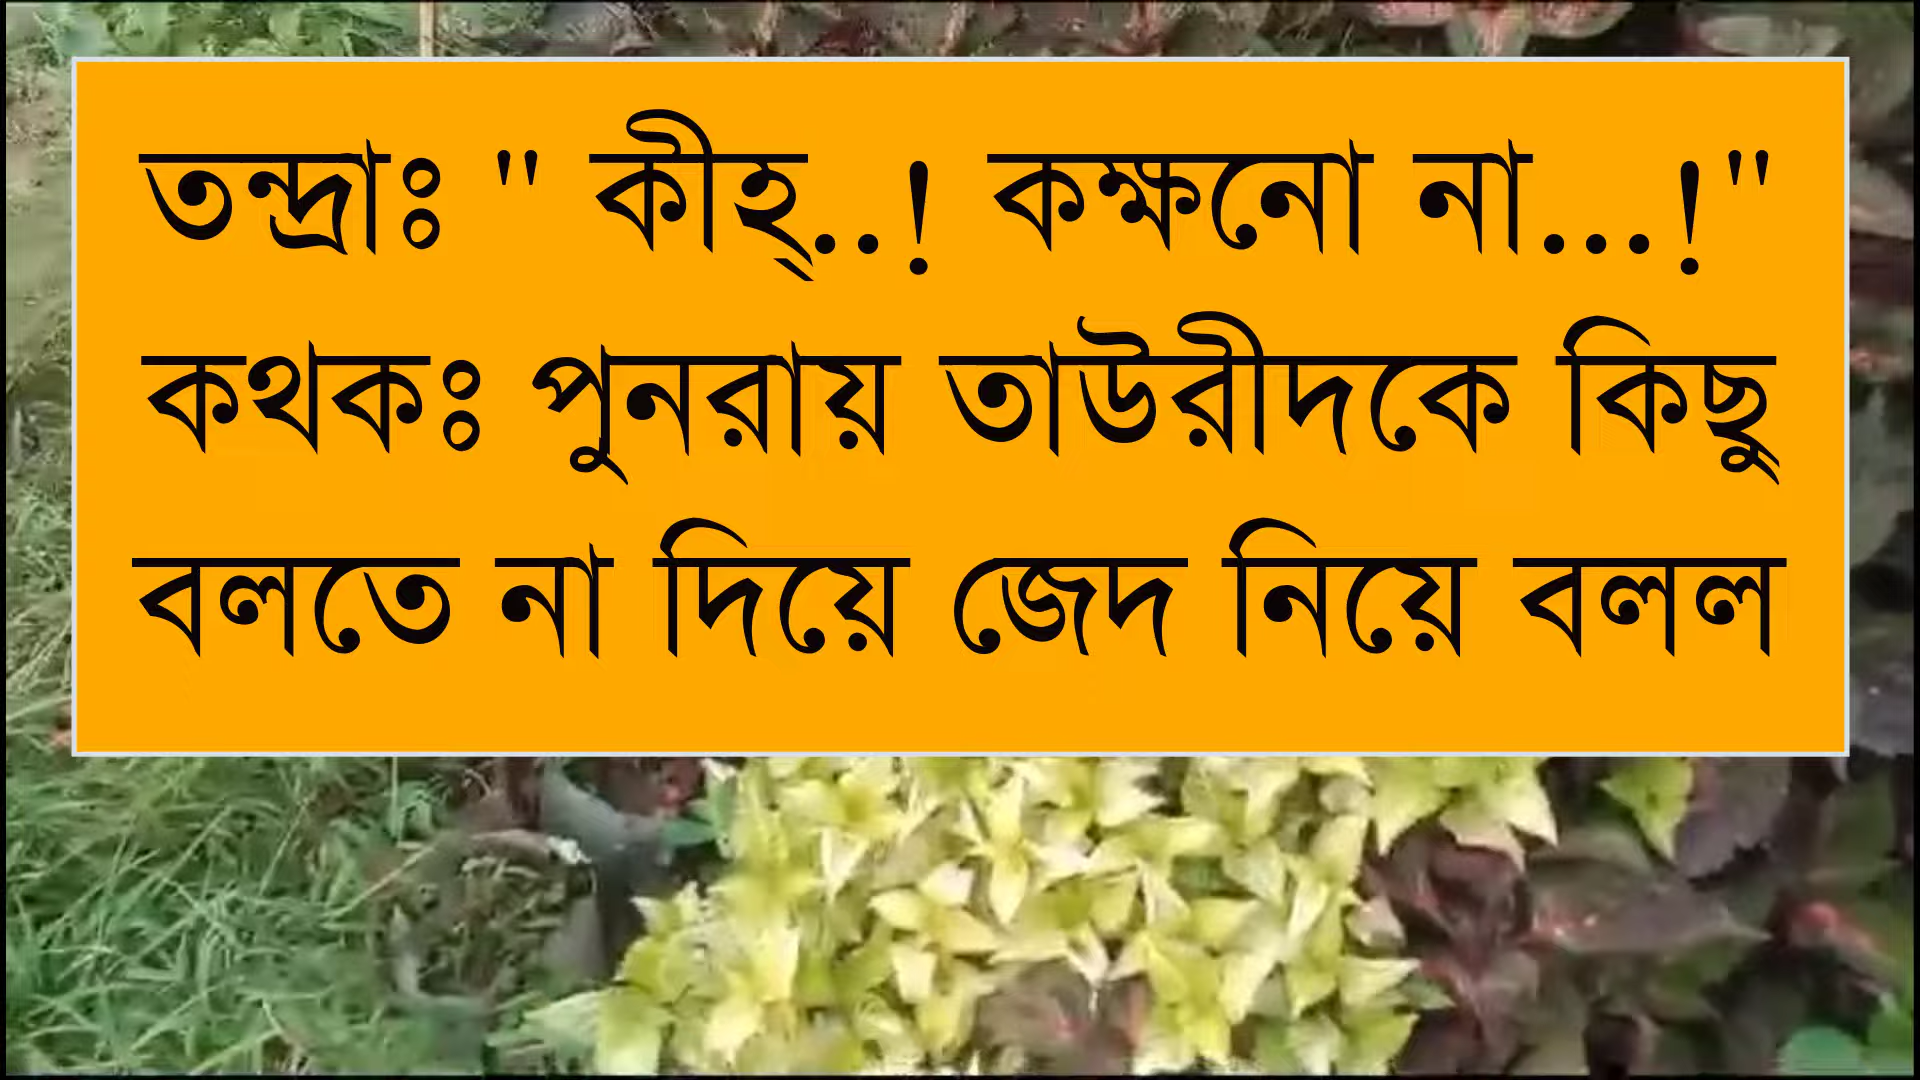 তন্দ্রাঃ " কীহ্..! কক্ষনো না...!"
কথকঃ পুনরায় তাউরীদকে কিছু
বলতে না দিয়ে জেদ নিয়ে বলল